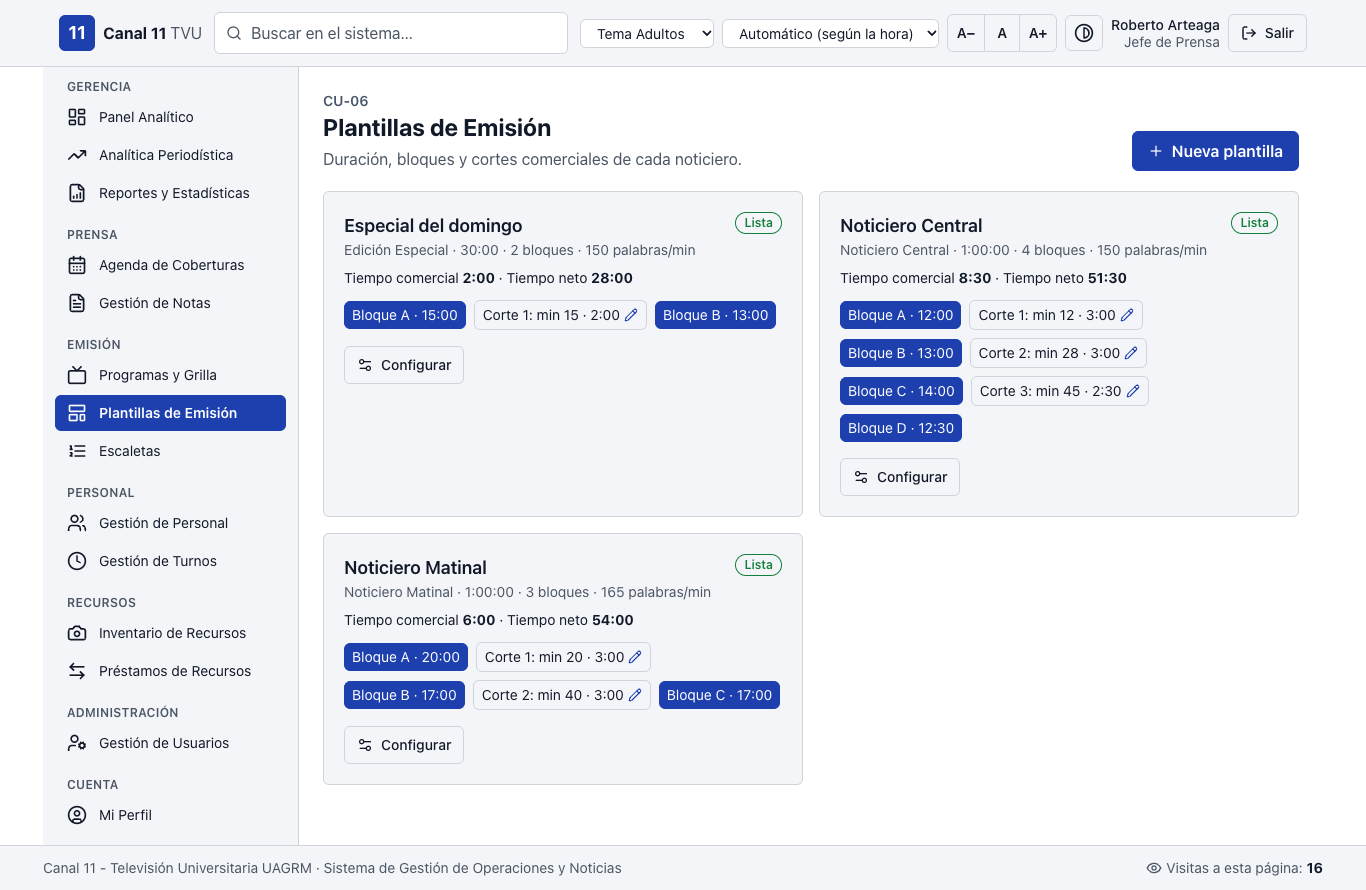 11 Canal 11 TVU
Buscar en el sistema...
Tema Adultos
Automático (según la hora)
A−
A
A+
Roberto Arteaga
Jefe de Prensa
Salir
GERENCIA
Panel Analítico
Analítica Periodística
Reportes y Estadísticas
PRENSA
Agenda de Coberturas
Gestión de Notas
EMISIÓN
Programas y Grilla
Plantillas de Emisión
Escaletas
PERSONAL
Gestión de Personal
Gestión de Turnos
RECURSOS
Inventario de Recursos
Préstamos de Recursos
ADMINISTRACIÓN
Gestión de Usuarios
CUENTA
Mi Perfil
CU-06
Plantillas de Emisión
Duración, bloques y cortes comerciales de cada noticiero.
Nueva plantilla
Especial del domingo
Lista
Edición Especial · 30:00 · 2 bloques · 150 palabras/min
Tiempo comercial 2:00 · Tiempo neto 28:00
Bloque A · 15:00
Corte 1: min 15 · 2:00
Bloque B · 13:00
Configurar
Noticiero Central
Lista
Noticiero Central · 1:00:00 · 4 bloques · 150 palabras/min
Tiempo comercial 8:30 · Tiempo neto 51:30
Bloque A · 12:00
Corte 1: min 12 · 3:00
Bloque B · 13:00
Corte 2: min 28 · 3:00
Bloque C · 14:00
Corte 3: min 45 · 2:30
Bloque D · 12:30
Configurar
Noticiero Matinal
Lista
Noticiero Matinal · 1:00:00 · 3 bloques · 165 palabras/min
Tiempo comercial 6:00 · Tiempo neto 54:00
Bloque A · 20:00
Corte 1: min 20 · 3:00
Bloque B · 17:00
Corte 2: min 40 · 3:00
Bloque C · 17:00
Configurar
Canal 11 - Televisión Universitaria UAGRM · Sistema de Gestión de Operaciones y Noticias
Visitas a esta página: 16